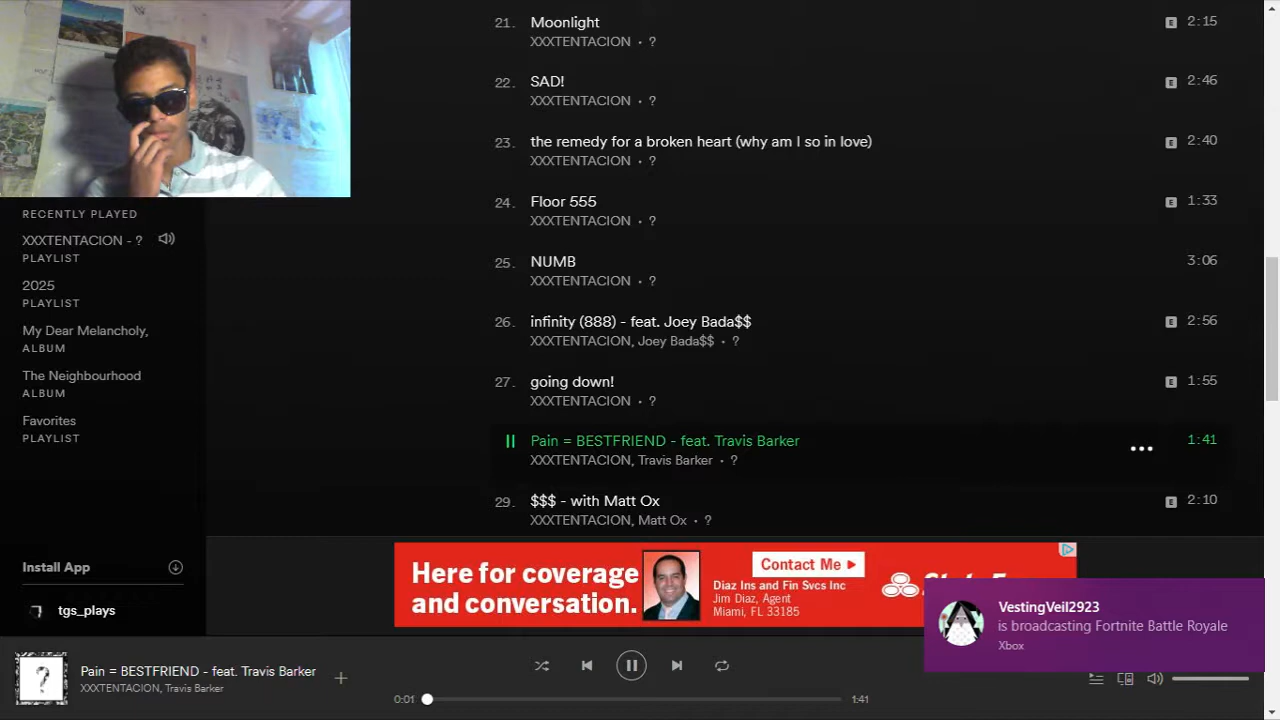 21. Moonlight E 2:15
XXXTENTACION • ?
22. SAD! E 2:46
XXXTENTACION • ?
23. the remedy for a broken heart (why am I so in love) E 2:40
XXXTENTACION • ?
24. Floor 555 E 1:33
XXXTENTACION • ?
25. NUMB 3:06
XXXTENTACION • ?
26. infinity (888) - feat. Joey Bada$$ E 2:56
XXXTENTACION, Joey Bada$$ • ?
27. going down! E 1:55
XXXTENTACION • ?
Pain = BESTFRIEND - feat. Travis Barker 1:41
XXXTENTACION, Travis Barker • ?
29. $$$ - with Matt Ox E 2:10
XXXTENTACION, Matt Ox • ?
RECENTLY PLAYED
XXXTENTACION - ?
PLAYLIST
2025
PLAYLIST
My Dear Melancholy,
ALBUM
The Neighbourhood
ALBUM
Favorites
PLAYLIST
Install App
tgs_plays
Here for coverage
and conversation.
Contact Me
Diaz Ins and Fin Svcs Inc
Jim Diaz, Agent
Miami, FL 33185
VestingVeil2923
is broadcasting Fortnite Battle Royale
Xbox
?
Pain = BESTFRIEND - feat. Travis Barker
XXXTENTACION, Travis Barker
0:01 1:41